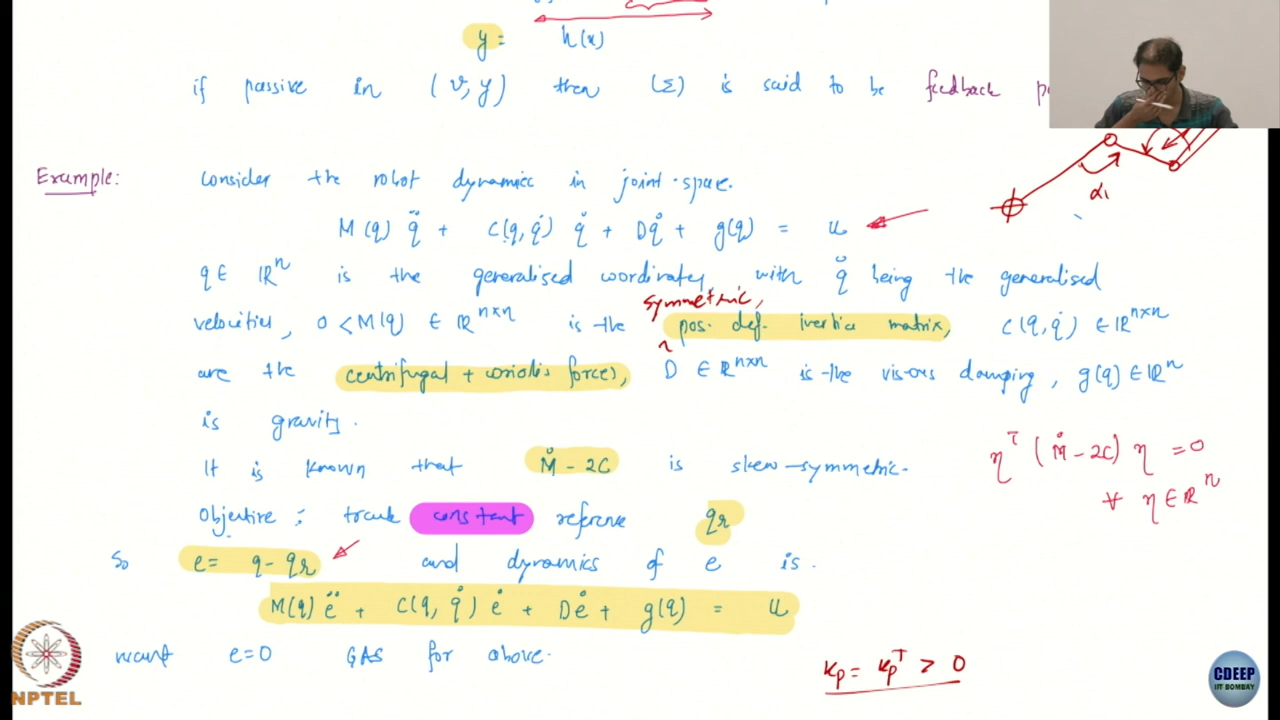 y = h(x)
if passive in (v, y) then (Σ) is said to be feedback
α1
Example: Consider the robot dynamics in joint-space.
M(q) q̈ + C(q, q̇) q̇ + Dq̇ + g(q) = u
q ∈ ℝⁿ is the generalised coordinates with q̇ being the generalised
symmetric,
velocities, 0 < M(q) ∈ ℝⁿˣⁿ is the pos. def. inertia matrix, C(q, q̇) ∈ ℝⁿˣⁿ
are the centrifugal + coriolis forces, D ∈ ℝⁿˣⁿ is the viscous damping, g(q) ∈ ℝⁿ
is gravity.
It is known that Ṁ - 2C is skew-symmetric.
ηᵀ (Ṁ - 2C) η = 0
∀ η ∈ ℝⁿ
Objective : track constant reference qr
So e = q - qr and dynamics of e is.
M(q) ë + C(q, q̇) ė + Dė + g(q) = u
want e=0 GAS for above.
Kp = Kpᵀ > 0
NPTEL
CDEEP
IIT BOMBAY